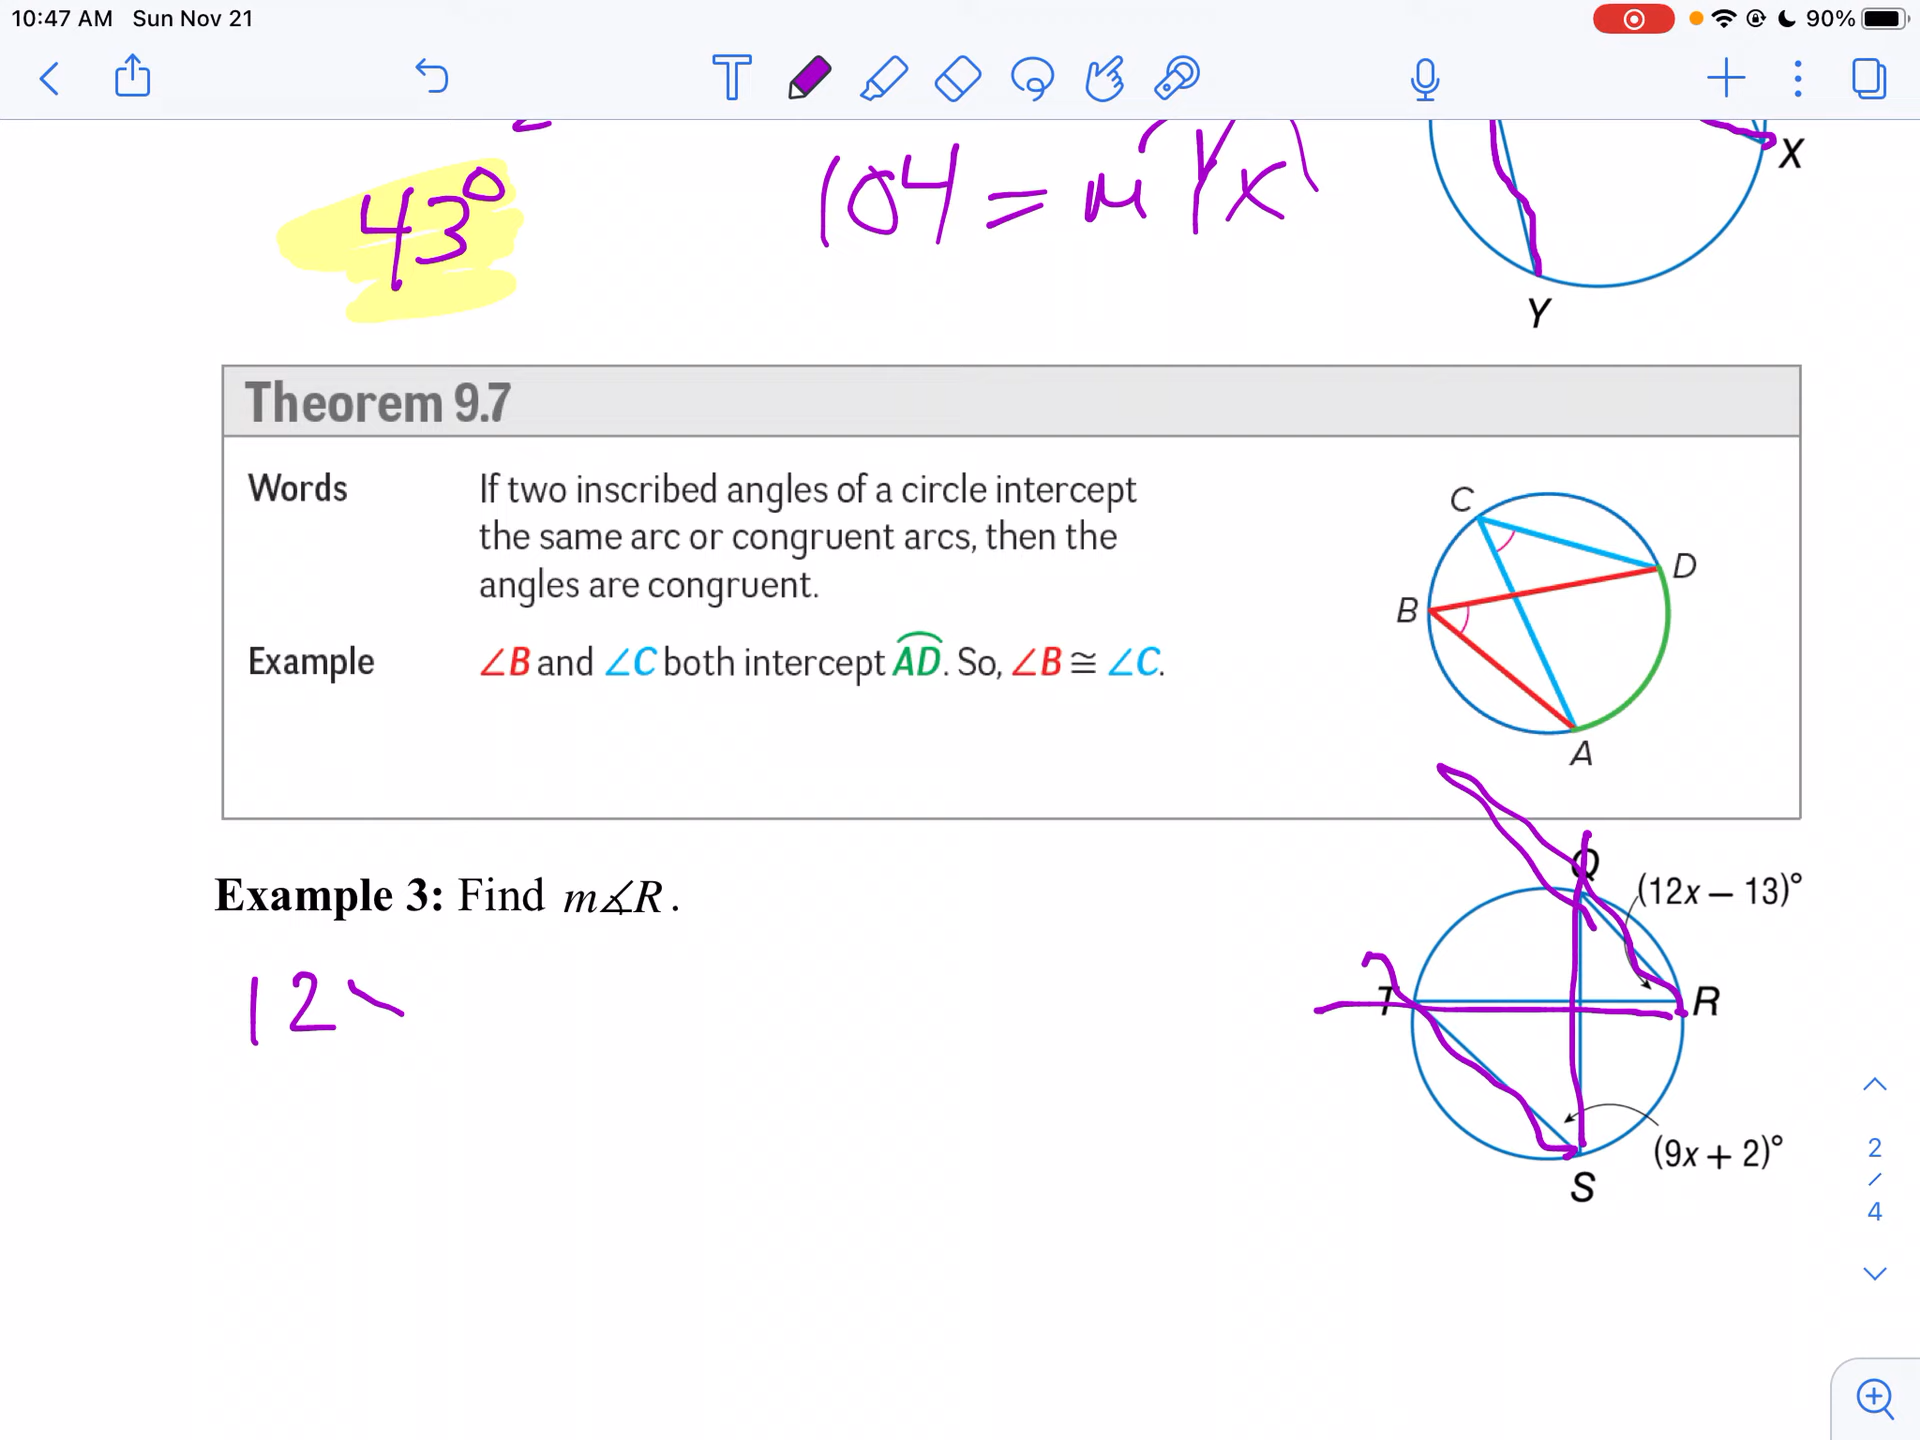 10:47 AM Sun Nov 21
90%
43°
104 = m YX
X
Y
Theorem 9.7
Words
If two inscribed angles of a circle intercept
the same arc or congruent arcs, then the
angles are congruent.
Example
∠B and ∠C both intercept AD. So, ∠B ≅ ∠C.
C
D
B
A
Example 3: Find m∡R.
12
Q
(12x – 13)°
T
R
(9x + 2)°
S
2
/
4